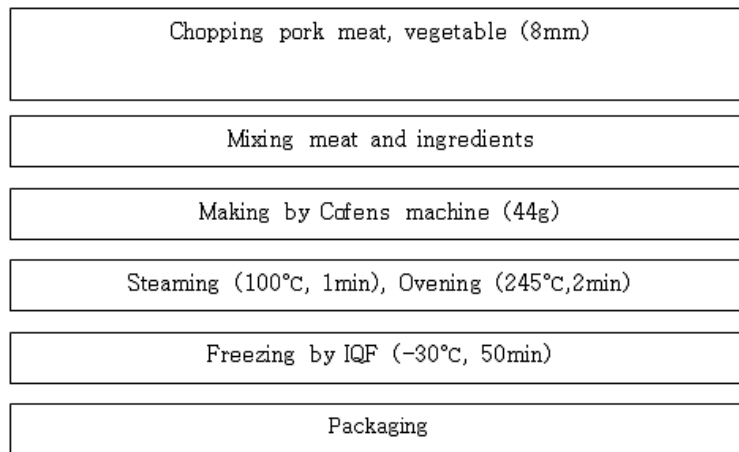 Chopping pork meat, vegetable (8mm)
Mixing meat and ingredients
Making by Cofens machine (44g)
Steaming (100℃, 1min), Ovening (245℃,2min)
Freezing by IQF (-30℃, 50min)
Packaging